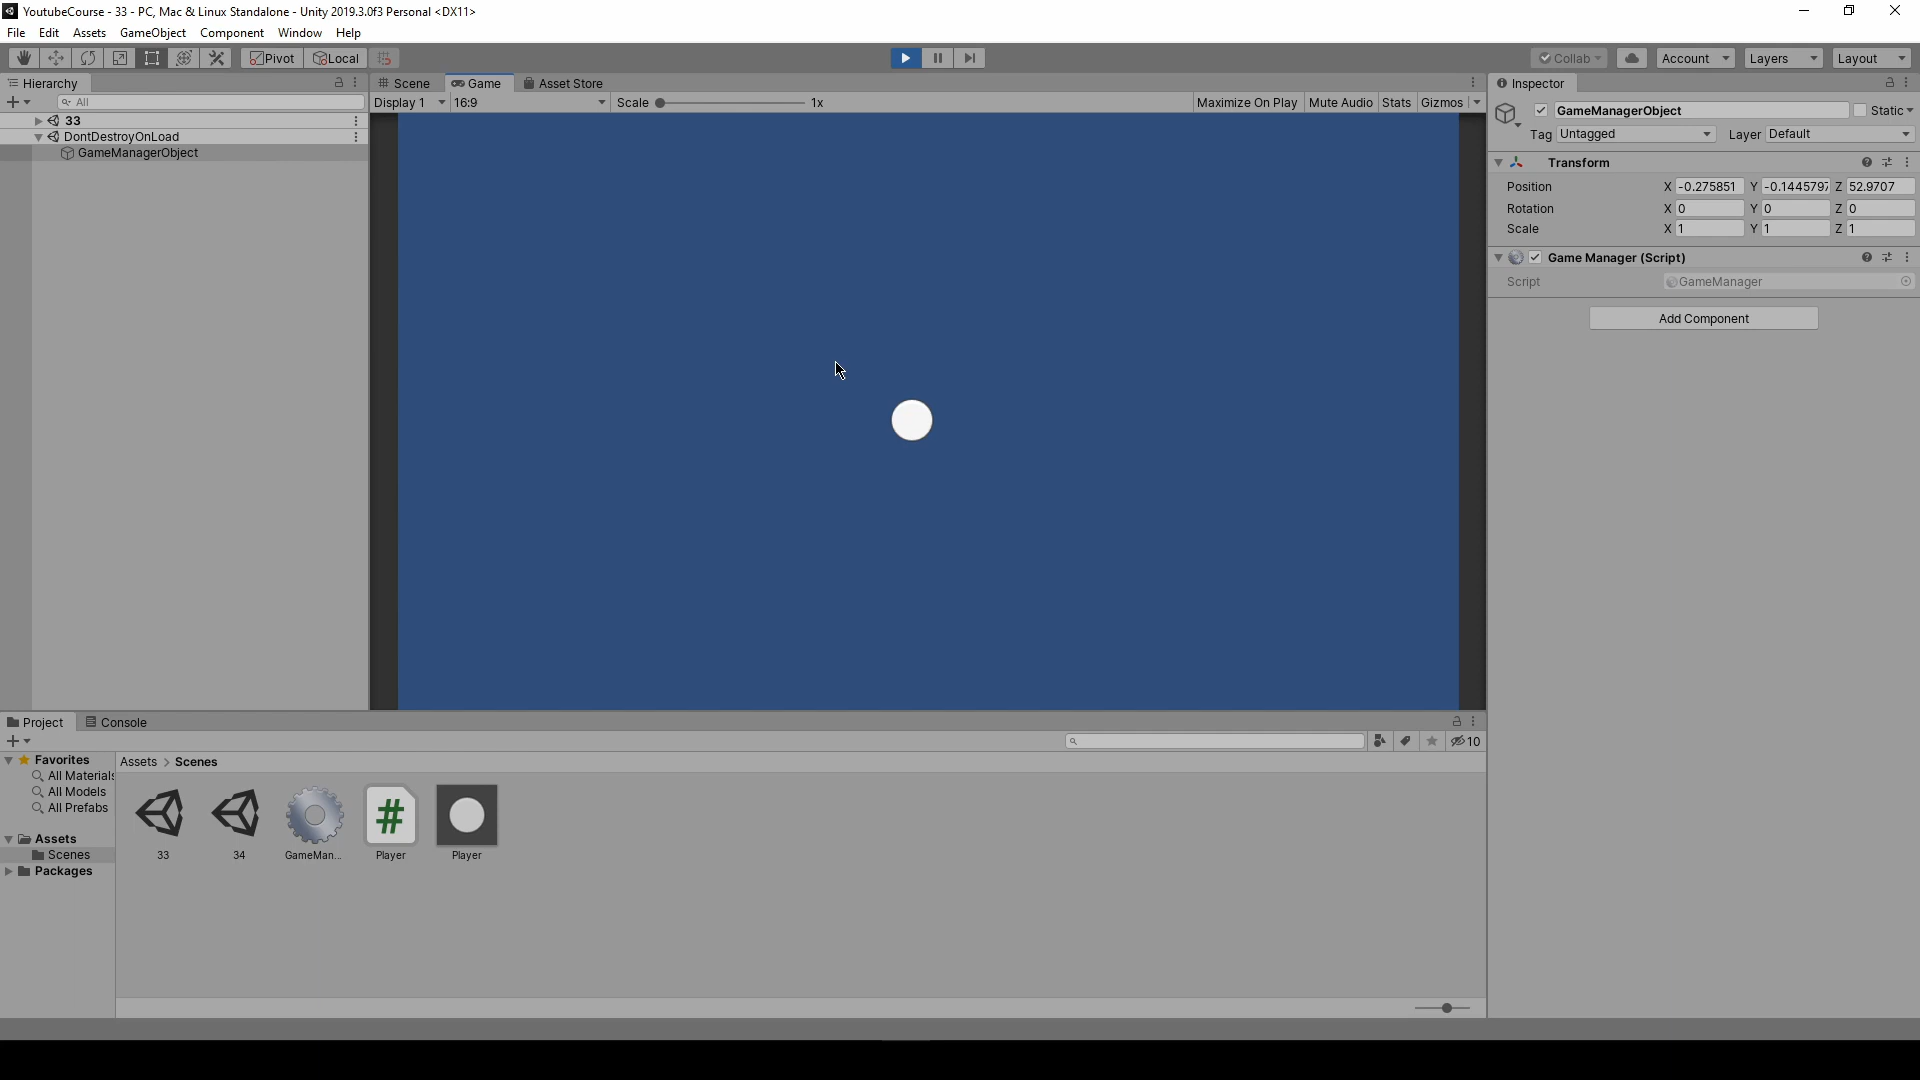 YoutubeCourse - 33 - PC, Mac & Linux Standalone - Unity 2019.3.0f3 Personal <DX11>
File Edit Assets GameObject Component Window Help
Pivot Local Collab Account Layers Layout
Hierarchy
All
33
DontDestroyOnLoad
GameManagerObject
Scene Game Asset Store
Display 1 16:9 Scale 1x Maximize On Play Mute Audio Stats Gizmos
Inspector
GameManagerObject Static
Tag Untagged Layer Default
Transform
Position X -0.275851 Y -0.1445797 Z 52.9707
Rotation X 0 Y 0 Z 0
Scale X 1 Y 1 Z 1
Game Manager (Script)
Script GameManager
Add Component
Project Console
10
Favorites
All Materials
All Models
All Prefabs
Assets
Scenes
Packages
Assets > Scenes
#
33 34 GameMan... Player Player